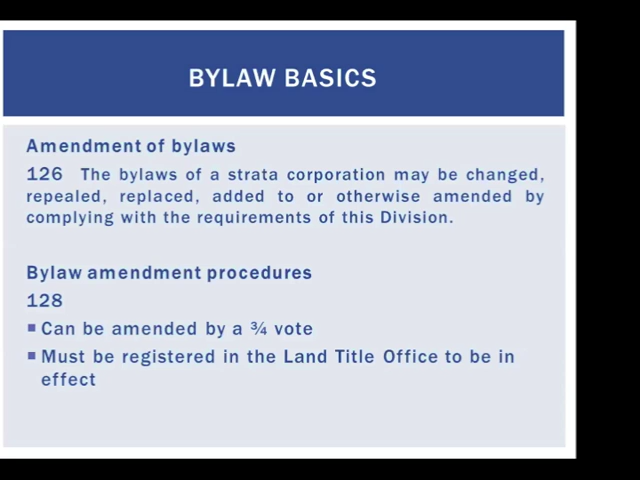 BYLAW BASICS
Amendment of bylaws
126 The bylaws of a strata corporation may be changed,
repealed, replaced, added to or otherwise amended by
complying with the requirements of this Division.
Bylaw amendment procedures
128
▪ Can be amended by a ¾ vote
▪ Must be registered in the Land Title Office to be in
effect